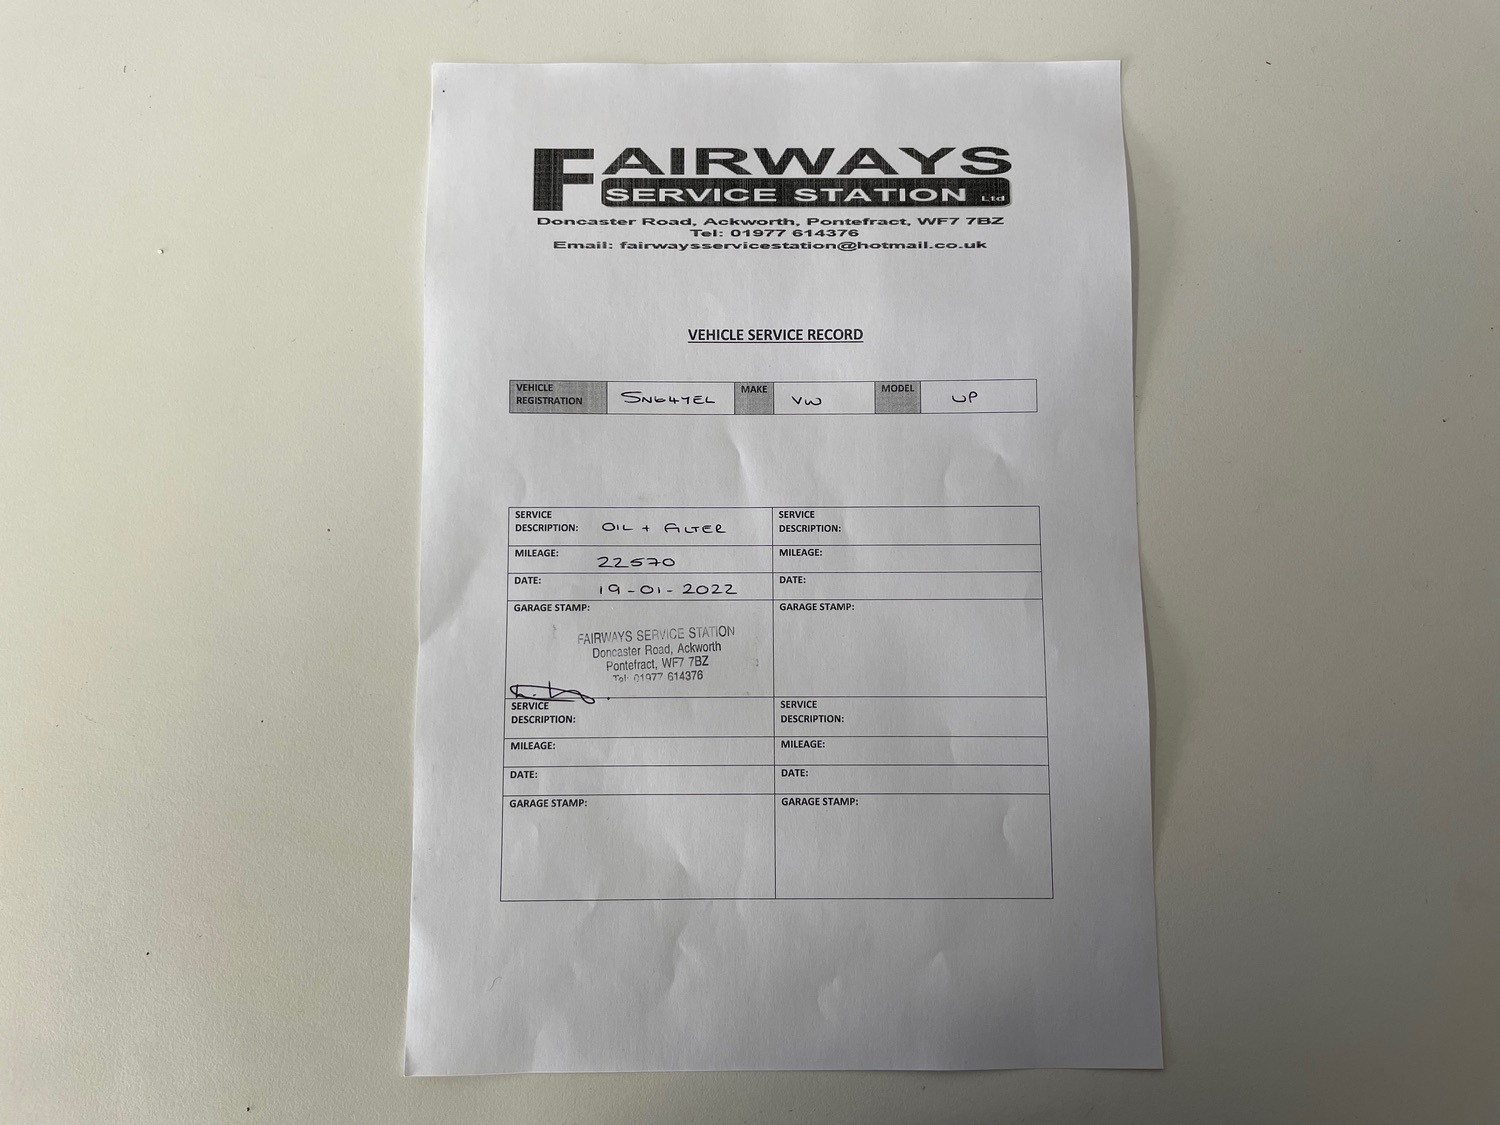 FAIRWAYS
SERVICE STATION Ltd
Doncaster Road, Ackworth, Pontefract, WF7 7BZ
Tel: 01977 614376
Email: fairwaysservicestation@hotmail.co.uk
VEHICLE SERVICE RECORD
VEHICLE REGISTRATION SN64YEL MAKE VW MODEL UP
SERVICE DESCRIPTION: OIL + FILTER
MILEAGE: 22570
DATE: 19-01-2022
GARAGE STAMP:
FAIRWAYS SERVICE STATION
Doncaster Road, Ackworth
Pontefract, WF7 7BZ
Tel: 01977 614376
SERVICE DESCRIPTION:
MILEAGE:
DATE:
GARAGE STAMP:
SERVICE DESCRIPTION:
MILEAGE:
DATE:
GARAGE STAMP:
SERVICE DESCRIPTION:
MILEAGE:
DATE:
GARAGE STAMP: